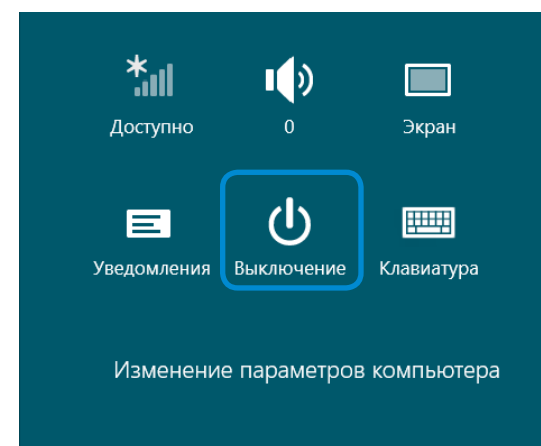 Доступно 0 Экран
Уведомления Выключение Клавиатура
Изменение параметров компьютера